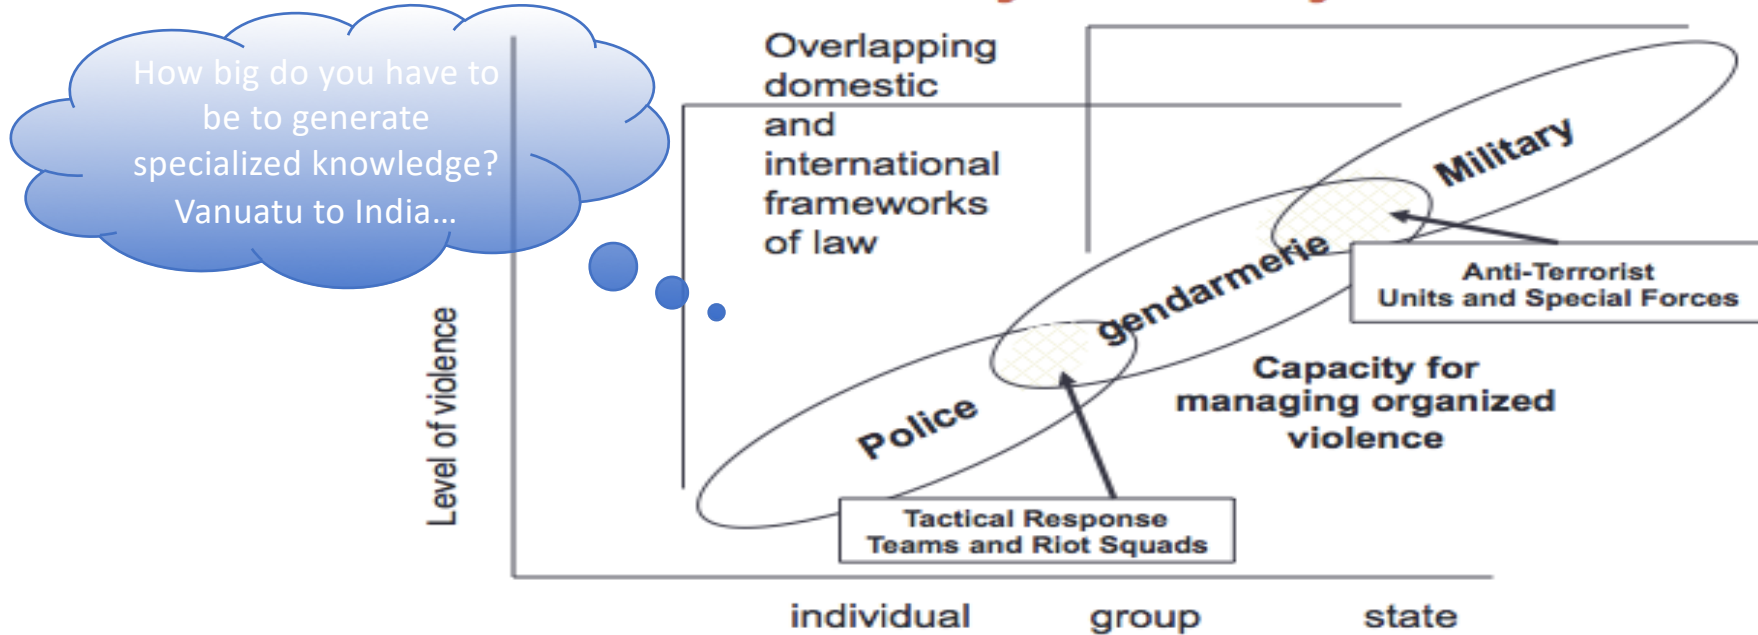 How big do you have to
be to generate
specialized knowledge?
Vanuatu to India…
Overlapping
domestic
and
international
frameworks
of law
Military
gendarmerie
Police
Anti-Terrorist
Units and Special Forces
Capacity for
managing organized
violence
Tactical Response
Teams and Riot Squads
Level of violence
individual group state